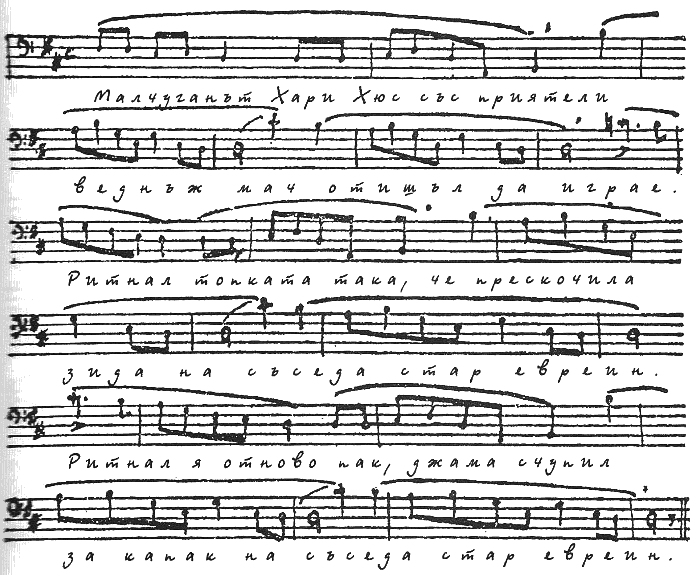 Малчуганът Хари Хюс със приятели
веднъж мач отишъл да играе.
Ритнал топката така, че прескочила
зида на съседа стар евреин.
Ритнал я отново пак, джама счупил
за капак на съседа стар евреин.